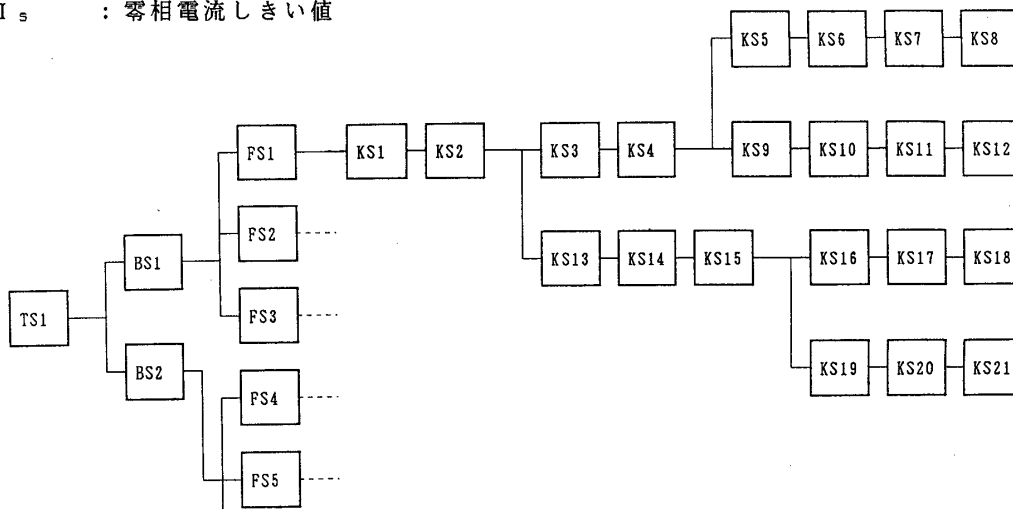 I s : 零相電流しきい値
KS5 KS6 KS7 KS8
FS1 KS1 KS2 KS3 KS4 KS9 KS10 KS11 KS12
FS2
BS1 KS13 KS14 KS15 KS16 KS17 KS18
TS1 FS3
BS2 KS19 KS20 KS21
FS4
FS5